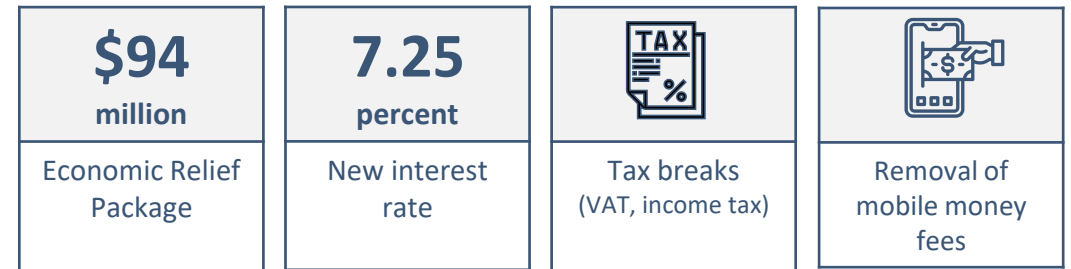 $94
million
Economic Relief
Package
7.25
percent
New interest
rate
TAX
%
Tax breaks
(VAT, income tax)
$
Removal of
mobile money
fees